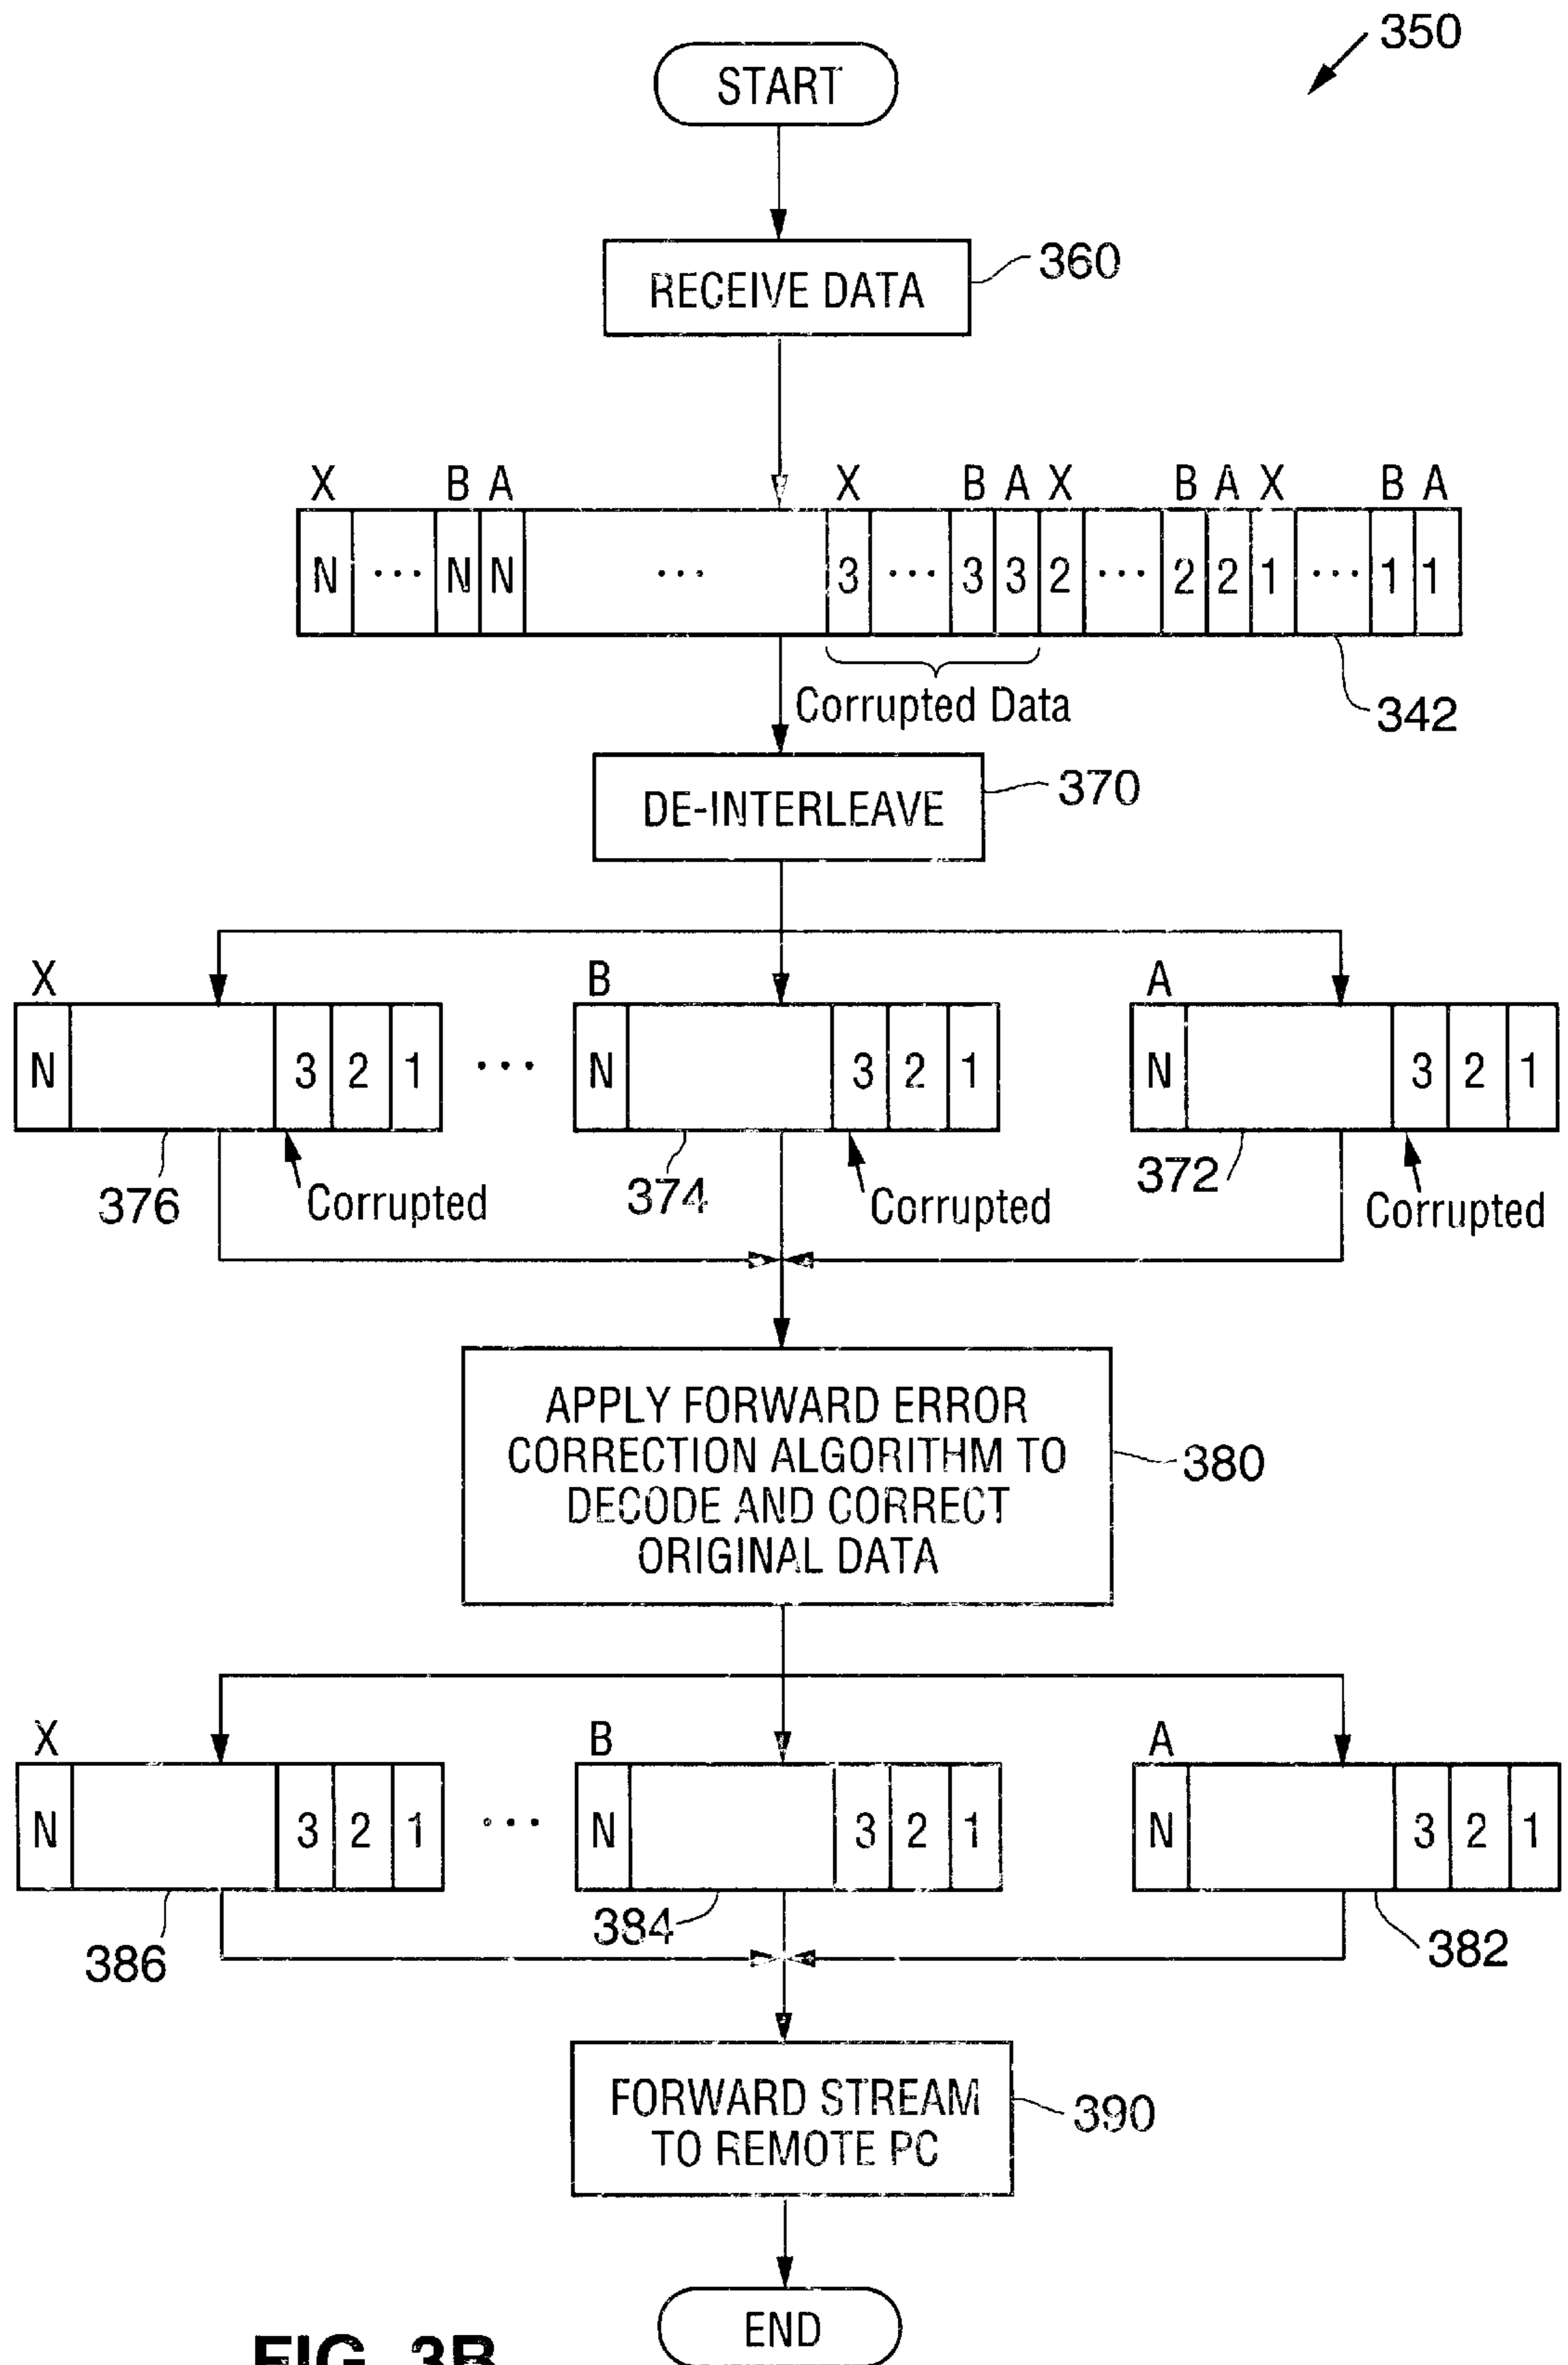 350
START
RECEIVE DATA
360
X B A X B A X B A X B A
N ... N N ... 3 ... 3 3 2 ... 2 2 1 ... 1 1
Corrupted Data
342
DE-INTERLEAVE
370
X B A
N 3 2 1 ... N 3 2 1 N 3 2 1
376 Corrupted 374 Corrupted 372 Corrupted
APPLY FORWARD ERROR
CORRECTION ALGORITHM TO
DECODE AND CORRECT
ORIGINAL DATA
380
X B A
N 3 2 1 ... N 3 2 1 N 3 2 1
386 384 382
FORWARD STREAM
TO REMOTE PC
390
END
FIG. 3B